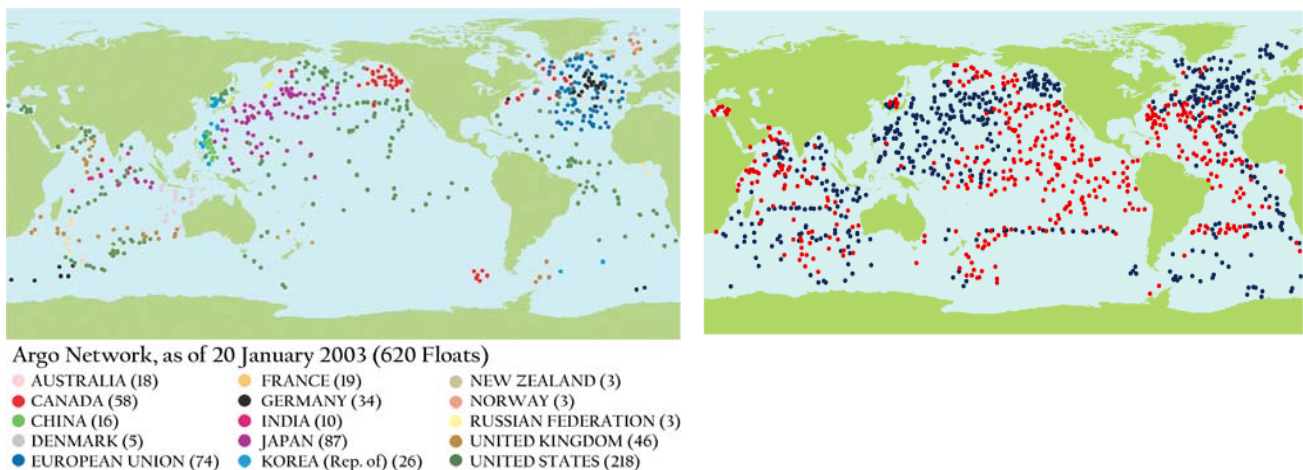 Argo Network, as of 20 January 2003 (620 Floats)
AUSTRALIA (18)
CANADA (58)
CHINA (16)
DENMARK (5)
EUROPEAN UNION (74)
FRANCE (19)
GERMANY (34)
INDIA (10)
JAPAN (87)
KOREA (Rep. of) (26)
NEW ZEALAND (3)
NORWAY (3)
RUSSIAN FEDERATION (3)
UNITED KINGDOM (46)
UNITED STATES (218)